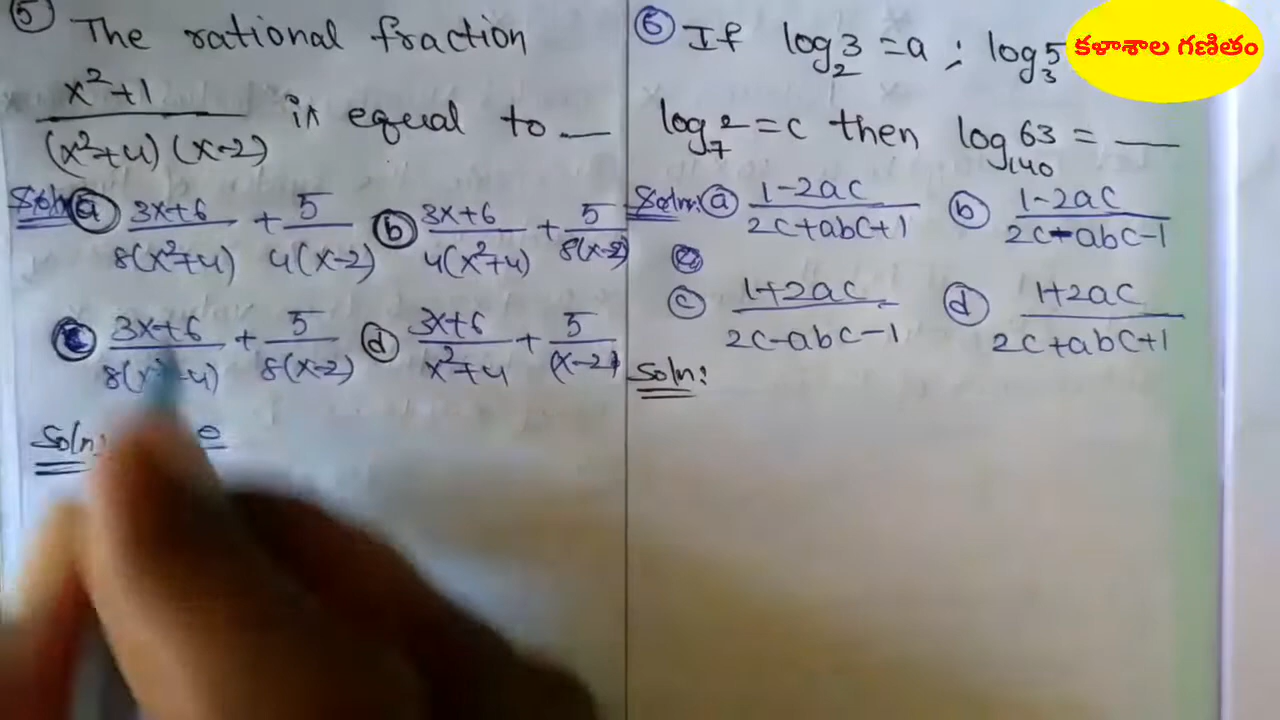 ⑤ The rational fraction
x²+1 / (x²+4)(x-2) is equal to __
Soln: ⓐ 3x+6 / 8(x²+4) + 5 / 4(x-2) ⓑ 3x+6 / 4(x²+4) + 5 / 8(x-2)
ⓒ 3x+6 / 8(x²+4) + 5 / 8(x-2) ⓓ 3x+6 / x²+4 + 5 / (x-2)
Soln:
⑥ If log₂3 = a ; log₃5
log₇2 = c then log₁₄₀63 = __
Soln: ⓐ 1-2ac / 2c+abc+1 ⓑ 1-2ac / 2c-abc-1
ⓒ 1+2ac / 2c-abc-1 ⓓ 1+2ac / 2c+abc+1
Soln:
కళాశాల గణితం